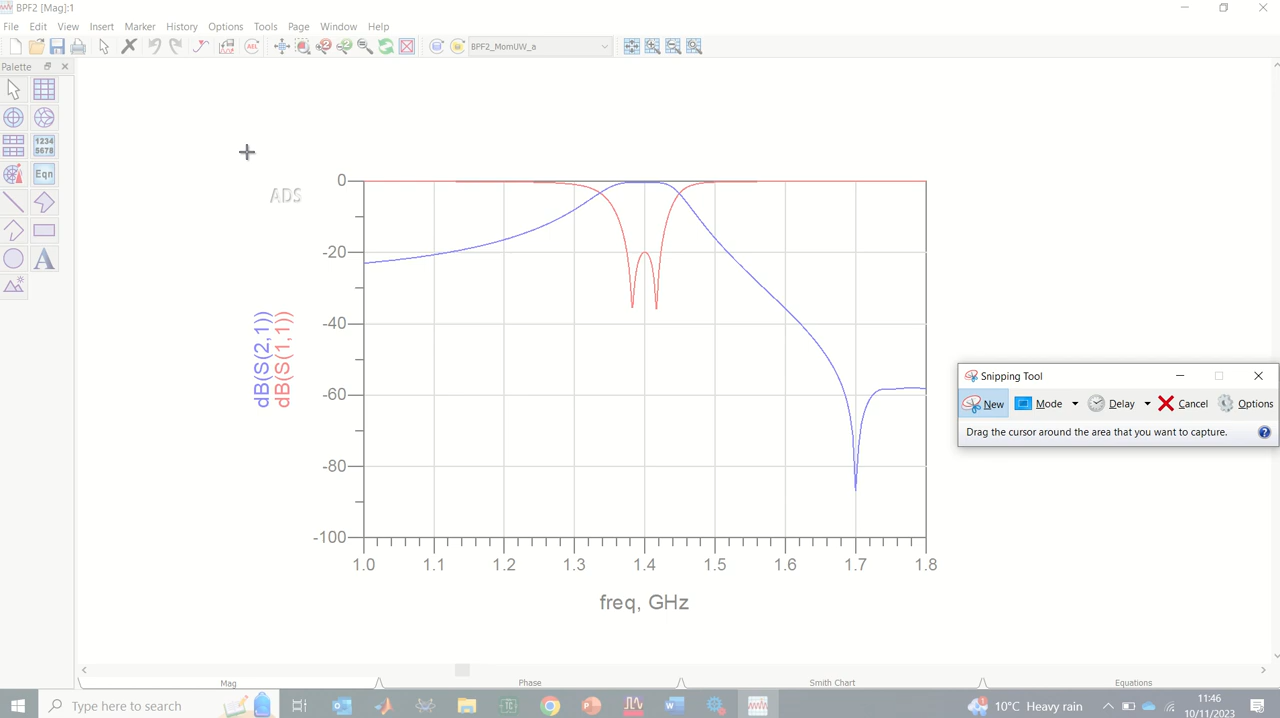 BPF2 [Mag]:1
File Edit View Insert Marker History Options Tools Page Window Help
AEL BPF2_MomUW_a
Palette
1234
5678
Eqn
A
ADS
dB(S(2,1))
dB(S(1,1))
0
-20
-40
-60
-80
-100
1.0 1.1 1.2 1.3 1.4 1.5 1.6 1.7 1.8
freq, GHz
Snipping Tool
New Mode Delay Cancel Options
Drag the cursor around the area that you want to capture.
Mag Phase Smith Chart Equations
Type here to search
10°C Heavy rain
11:46
10/11/2023